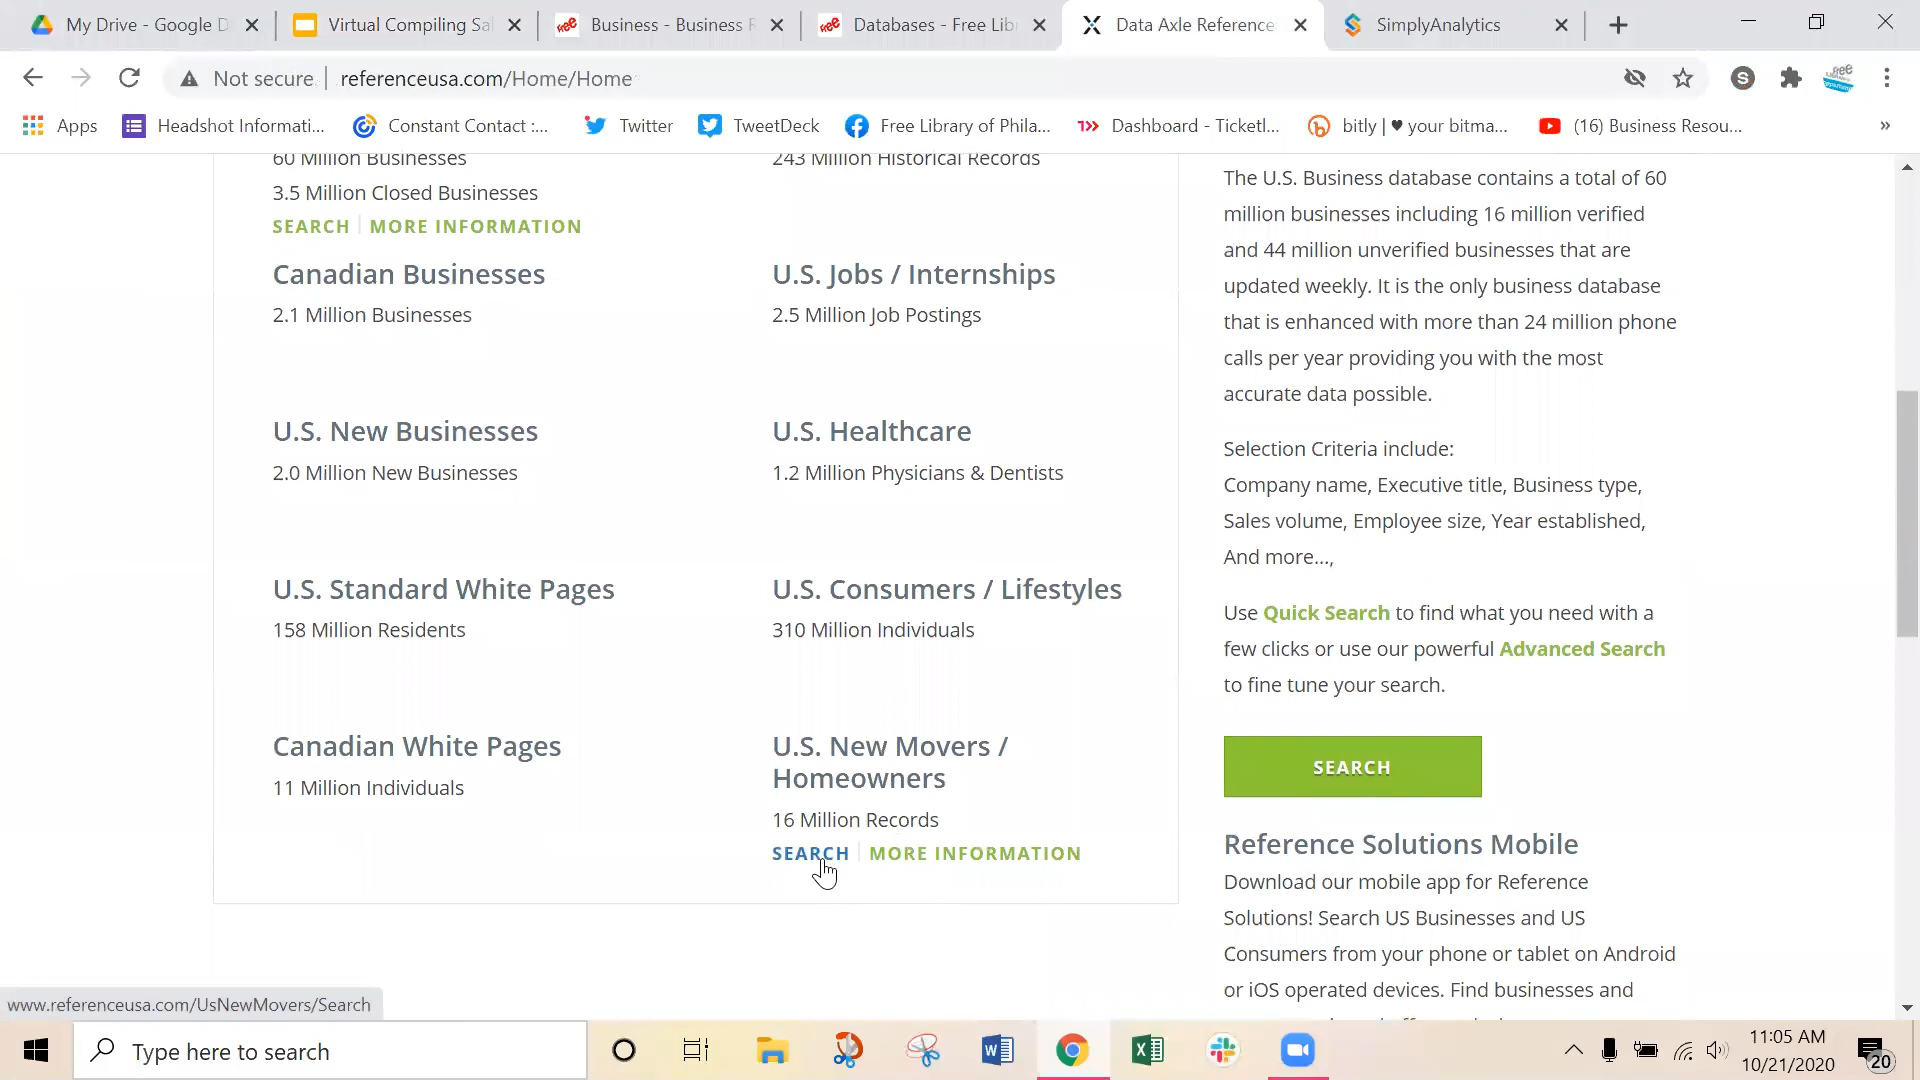 My Drive - Google D
Virtual Compiling Sal
Business - Business R
Databases - Free Libr
Data Axle Reference
SimplyAnalytics
Not secure
referenceusa.com/Home/Home
S
Apps
Headshot Informati...
Constant Contact :...
Twitter
TweetDeck
Free Library of Phila...
Dashboard - Ticketl...
bitly | ♥ your bitma...
(16) Business Resou...
»
60 Million Businesses
3.5 Million Closed Businesses
SEARCH | MORE INFORMATION
243 Million Historical Records
Canadian Businesses
2.1 Million Businesses
U.S. Jobs / Internships
2.5 Million Job Postings
U.S. New Businesses
2.0 Million New Businesses
U.S. Healthcare
1.2 Million Physicians & Dentists
U.S. Standard White Pages
158 Million Residents
U.S. Consumers / Lifestyles
310 Million Individuals
Canadian White Pages
11 Million Individuals
U.S. New Movers /
Homeowners
16 Million Records
SEARCH | MORE INFORMATION
The U.S. Business database contains a total of 60
million businesses including 16 million verified
and 44 million unverified businesses that are
updated weekly. It is the only business database
that is enhanced with more than 24 million phone
calls per year providing you with the most
accurate data possible.
Selection Criteria include:
Company name, Executive title, Business type,
Sales volume, Employee size, Year established,
And more...,
Use Quick Search to find what you need with a
few clicks or use our powerful Advanced Search
to fine tune your search.
SEARCH
Reference Solutions Mobile
Download our mobile app for Reference
Solutions! Search US Businesses and US
Consumers from your phone or tablet on Android
or iOS operated devices. Find businesses and
www.referenceusa.com/UsNewMovers/Search
Type here to search
11:05 AM
10/21/2020
20